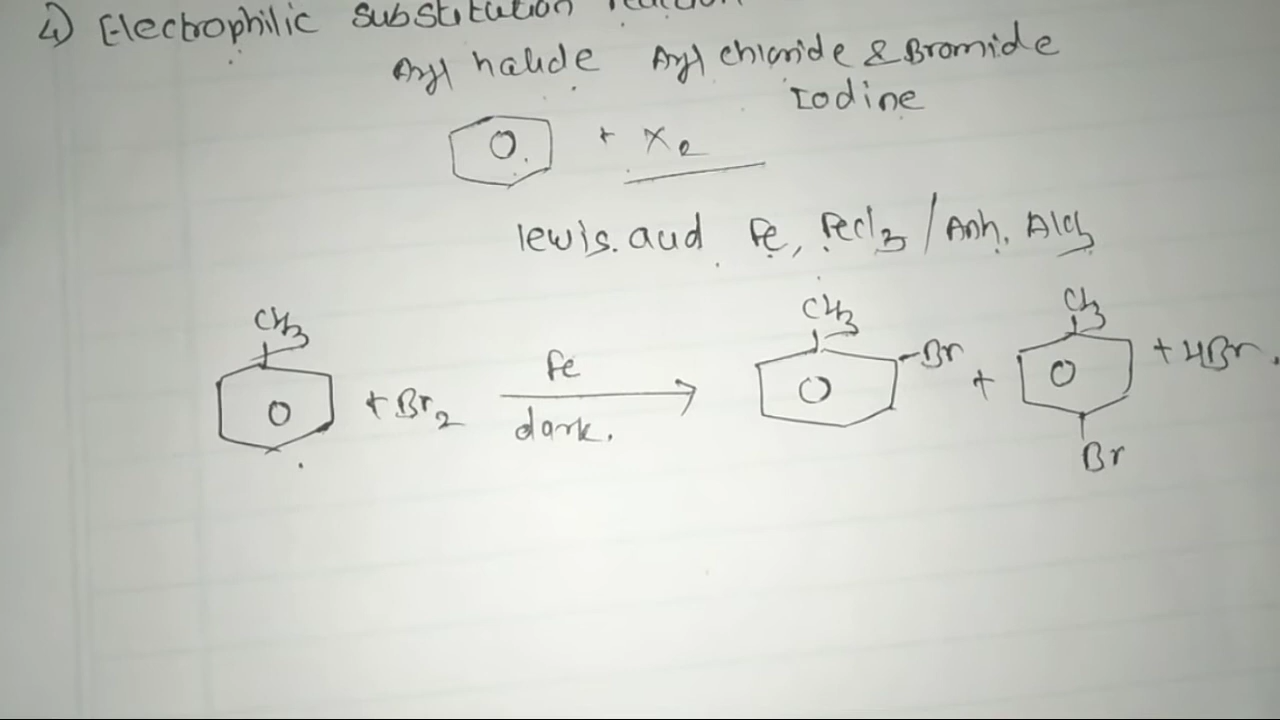 4) Electrophilic substitution reaction
Aryl halide Aryl chloride & Bromide
Iodine
+ X2
lewis. acid Fe, Fecl3 / Anh. Alcl3
CH3 CH3 CH3
+ Br2 Fe -Br + + HBr.
dark.
Br